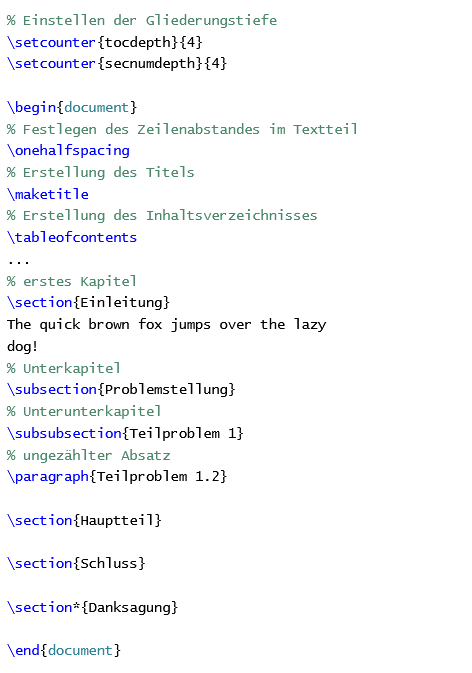 % Einstellen der Gliederungstiefe
\setcounter{tocdepth}{4}
\setcounter{secnumdepth}{4}
\begin{document}
% Festlegen des Zeilenabstandes im Textteil
\onehalfspacing
% Erstellung des Titels
\maketitle
% Erstellung des Inhaltsverzeichnisses
\tableofcontents
...
% erstes Kapitel
\section{Einleitung}
The quick brown fox jumps over the lazy
dog!
% Unterkapitel
\subsection{Problemstellung}
% Unterunterkapitel
\subsubsection{Teilproblem 1}
% ungezählter Absatz
\paragraph{Teilproblem 1.2}
\section{Hauptteil}
\section{Schluss}
\section*{Danksagung}
\end{document}